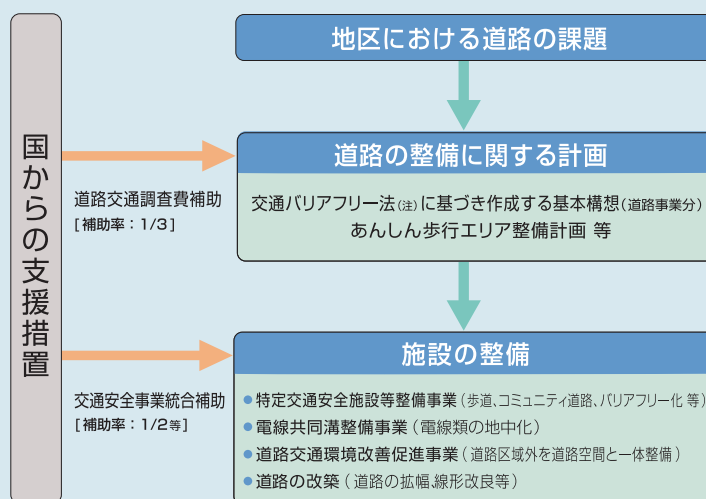 国からの支援措置
地区における道路の課題
道路の整備に関する計画
交通バリアフリー法(注)に基づき作成する基本構想(道路事業分)
あんしん歩行エリア整備計画 等
道路交通調査費補助
[補助率：1/3]
施設の整備
交通安全事業統合補助
[補助率：1/2等]
●特定交通安全施設等整備事業(歩道、コミュニティ道路、バリアフリー化 等)
●電線共同溝整備事業(電線類の地中化)
●道路交通環境改善促進事業(道路区域外を道路空間と一体整備)
●道路の改築(道路の拡幅、線形改良等)